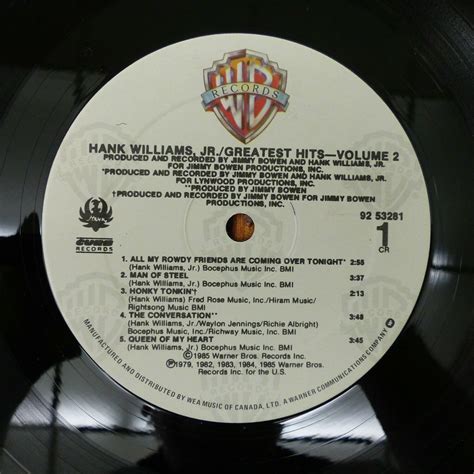 WB
RECORDS
HANK WILLIAMS, JR./GREATEST HITS—VOLUME 2
PRODUCED AND RECORDED BY JIMMY BOWEN AND HANK WILLIAMS, JR.
FOR JIMMY BOWEN PRODUCTIONS, INC.
*PRODUCED AND RECORDED BY JIMMY BOWEN AND HANK WILLIAMS, JR.
FOR LYNWOOD PRODUCTIONS, INC.
**PRODUCED BY JIMMY BOWEN
†PRODUCED AND RECORDED BY JIMMY BOWEN FOR JIMMY BOWEN
PRODUCTIONS, INC.
92 53281
1
CR
CURB
RECORDS
1. ALL MY ROWDY FRIENDS ARE COMING OVER TONIGHT* 2:58
(Hank Williams, Jr.) Bocephus Music Inc. BMI
2. MAN OF STEEL 3:37
(Hank Williams, Jr.) Bocephus Music Inc. BMI
3. HONKY TONKIN† 2:13
(Hank Williams) Fred Rose Music, Inc./Hiram Music/
Rightsong Music BMI
4. THE CONVERSATION** 3:48
(Hank Williams, Jr./Waylon Jennings/Richie Albright)
Bocephus Music, Inc./Richway Music, Inc. BMI
5. QUEEN OF MY HEART 3:45
(Hank Williams, Jr.) Bocephus Music Inc. BMI
©1985 Warner Bros. Records Inc.
℗1979, 1982, 1983, 1984, 1985 Warner Bros.
Records Inc. for the U.S.
MANUFACTURED AND DISTRIBUTED BY WEA MUSIC OF CANADA, LTD. A WARNER COMMUNICATIONS COMPANY